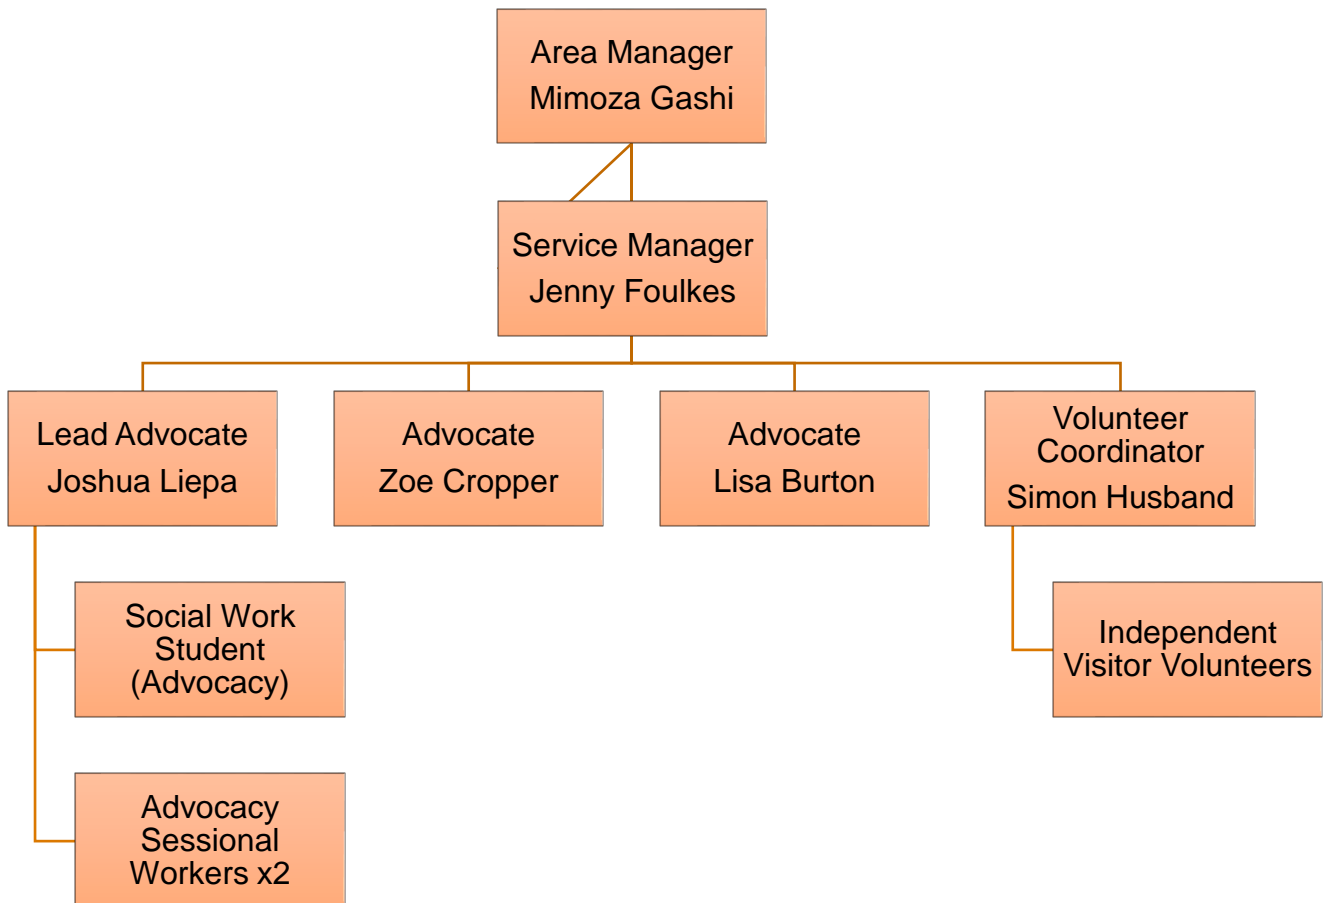 Area Manager
Mimoza Gashi
Service Manager
Jenny Foulkes
Lead Advocate
Joshua Liepa
Advocate
Zoe Cropper
Advocate
Lisa Burton
Volunteer
Coordinator
Simon Husband
Social Work
Student
(Advocacy)
Independent
Visitor Volunteers
Advocacy
Sessional
Workers x2